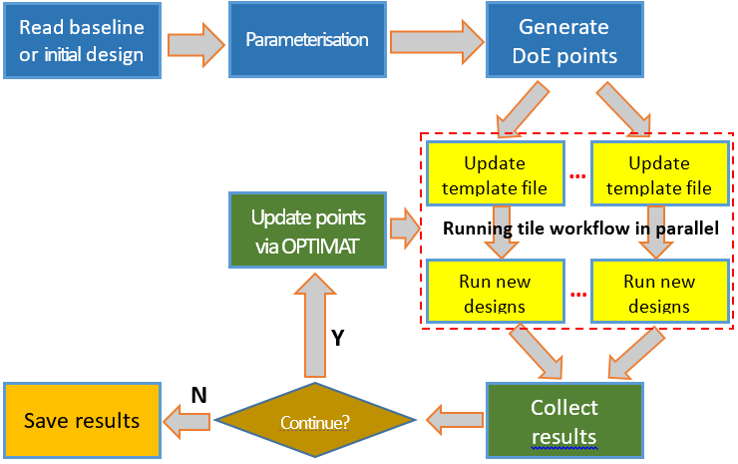 Read baseline
or initial design
Parameterisation
Generate
DoE points
Update
template file
...
Update
template file
Update points
via OPTIMAT
Running tile workflow in parallel
Run new
designs
...
Run new
designs
Y
N
Save results
Continue?
Collect
results